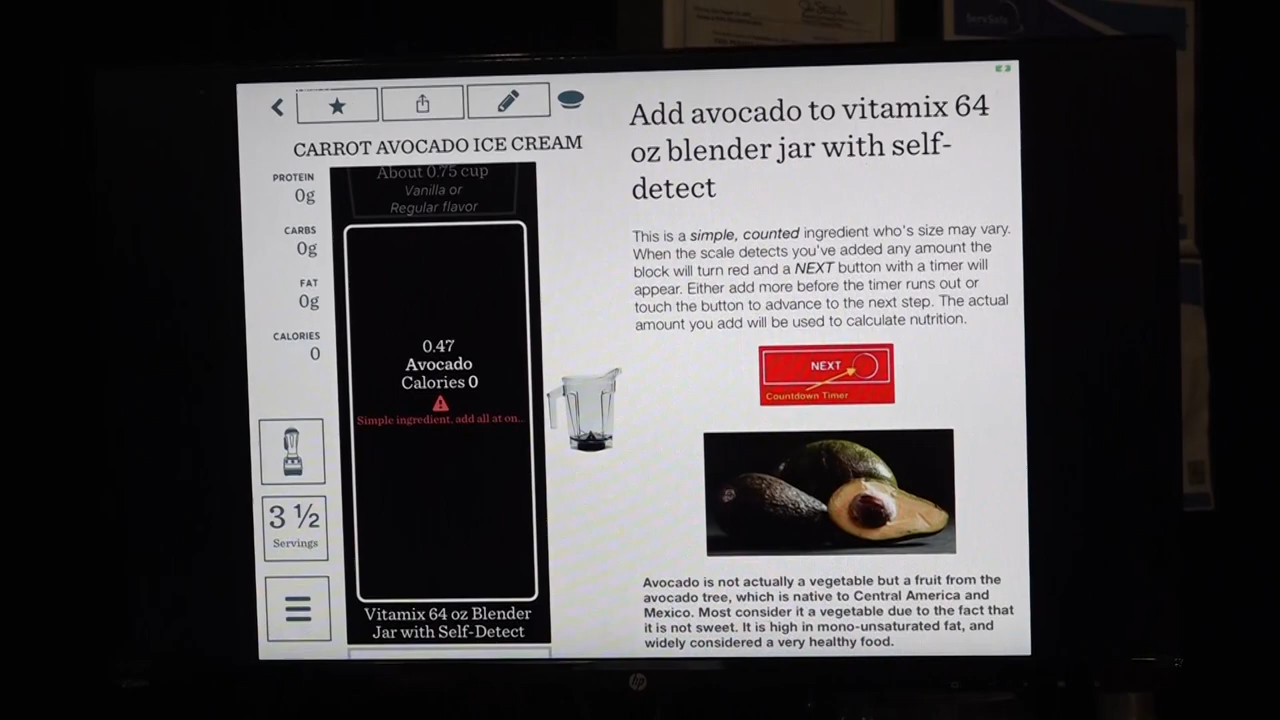 CARROT AVOCADO ICE CREAM
PROTEIN
0g
CARBS
0g
FAT
0g
CALORIES
0
About 0.75 cup
Vanilla or
Regular flavor
0.47
Avocado
Calories 0
Simple ingredient, add all at on..
3 ½
Servings
Vitamix 64 oz Blender
Jar with Self-Detect
Add avocado to vitamix 64
oz blender jar with self-
detect
This is a simple, counted ingredient who's size may vary.
When the scale detects you've added any amount the
block will turn red and a NEXT button with a timer will
appear. Either add more before the timer runs out or
touch the button to advance to the next step. The actual
amount you add will be used to calculate nutrition.
NEXT
Countdown Timer
Avocado is not actually a vegetable but a fruit from the
avocado tree, which is native to Central America and
Mexico. Most consider it a vegetable due to the fact that
it is not sweet. It is high in mono-unsaturated fat, and
widely considered a very healthy food.
hp
ServSafe